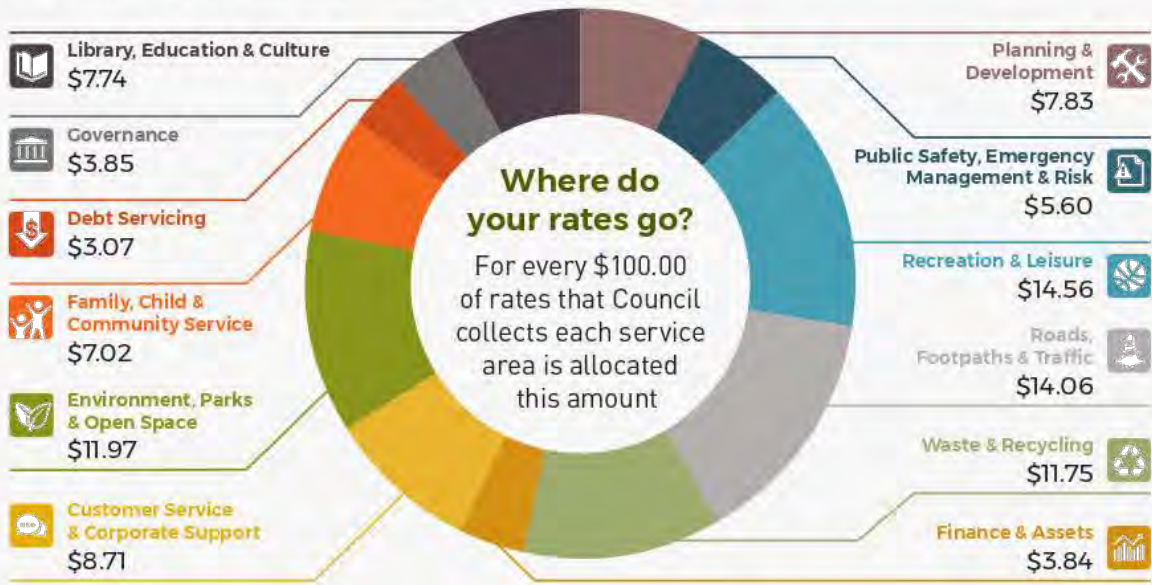 Library, Education & Culture
$7.74
Governance
$3.85
Debt Servicing
$3.07
Family, Child &
Community Service
$7.02
Environment, Parks
& Open Space
$11.97
Customer Service
& Corporate Support
$8.71
Where do
your rates go?
For every $100.00
of rates that Council
collects each service
area is allocated
this amount
Planning &
Development
$7.83
Public Safety, Emergency
Management & Risk
$5.60
Recreation & Leisure
$14.56
Roads,
Footpaths & Traffic
$14.06
Waste & Recycling
$11.75
Finance & Assets
$3.84